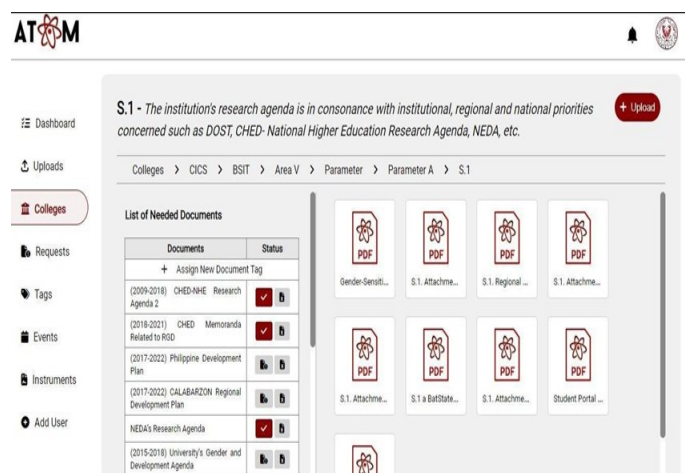 ATOM
S.1 - The institution's research agenda is in consonance with institutional, regional and national priorities
concerned such as DOST, CHED- National Higher Education Research Agenda, NEDA, etc.
+ Upload
Dashboard
Uploads
Colleges
Requests
Tags
Events
Instruments
Add User
Colleges > CICS > BSIT > Area V > Parameter > Parameter A > S.1
List of Needed Documents
Documents Status
+ Assign New Document Tag
(2009-2018) CHED-NHE Research
Agenda 2
(2018-2021) CHED Memoranda
Related to RGD
(2017-2022) Philippine Development
Plan
(2017-2022) CALABARZON Regional
Development Plan
NEDA's Research Agenda
(2015-2018) University's Gender and
Development Agenda
PDF PDF PDF PDF
Gender-Sensiti... S.1. Attachme... S.1. Regional ... S.1. Attachme...
PDF PDF PDF PDF
S.1. Attachme... S.1 a BatState... S.1. Attachme... Student Portal ...